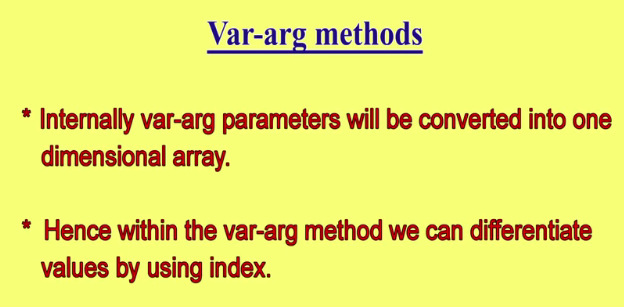 Var-arg methods
* Internally var-arg parameters will be converted into one
dimensional array.
* Hence within the var-arg method we can differentiate
values by using index.